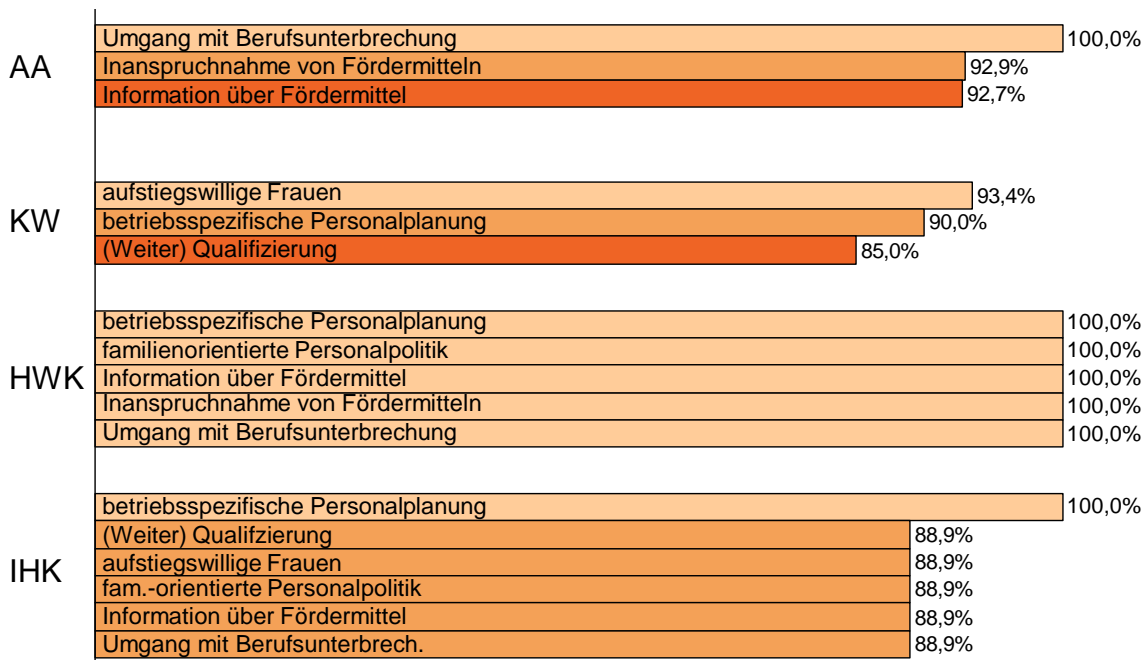 AA
Umgang mit Berufsunterbrechung 100,0%
Inanspruchnahme von Fördermitteln 92,9%
Information über Fördermittel 92,7%
KW
aufstiegswillige Frauen 93,4%
betriebsspezifische Personalplanung 90,0%
(Weiter) Qualifizierung 85,0%
HWK
betriebsspezifische Personalplanung 100,0%
familienorientierte Personalpolitik 100,0%
Information über Fördermittel 100,0%
Inanspruchnahme von Fördermitteln 100,0%
Umgang mit Berufsunterbrechung 100,0%
IHK
betriebsspezifische Personalplanung 100,0%
(Weiter) Qualifzierung 88,9%
aufstiegswillige Frauen 88,9%
fam.-orientierte Personalpolitik 88,9%
Information über Fördermittel 88,9%
Umgang mit Berufsunterbrech. 88,9%